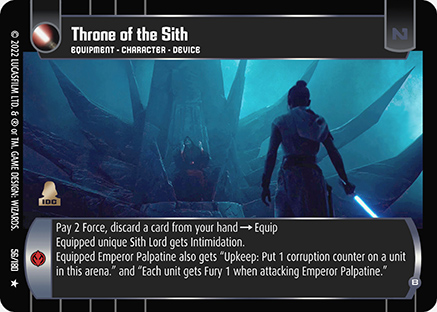 Throne of the Sith
EQUIPMENT - CHARACTER - DEVICE
N
100
Pay 2 Force, discard a card from your hand → Equip
Equipped unique Sith Lord gets Intimidation.
Equipped Emperor Palpatine also gets "Upkeep: Put 1 corruption counter on a unit
in this arena," and "Each unit gets Fury 1 when attacking Emperor Palpatine."
©2022 LUCASFILM LTD. & ® or TM. GAME DESIGN: WIZARDS.
56/180 ★